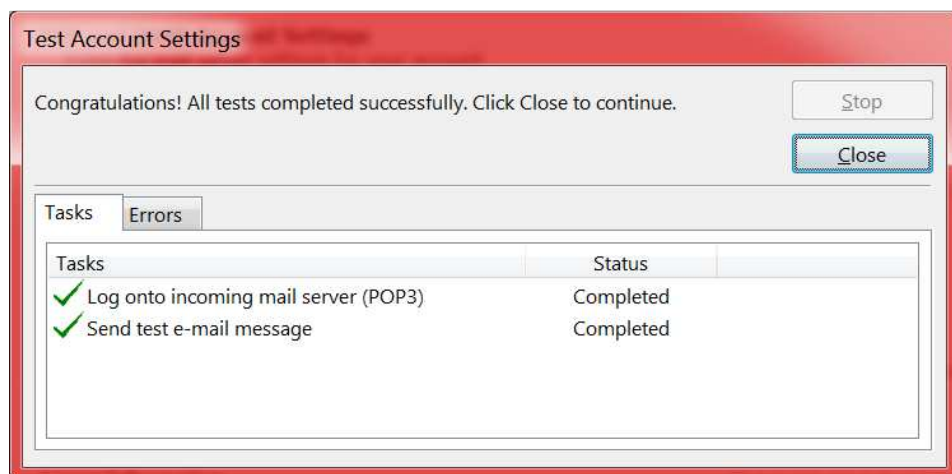 Test Account Settings
Congratulations! All tests completed successfully. Click Close to continue.
Stop
Close
Tasks
Errors
Tasks Status
Log onto incoming mail server (POP3) Completed
Send test e-mail message Completed